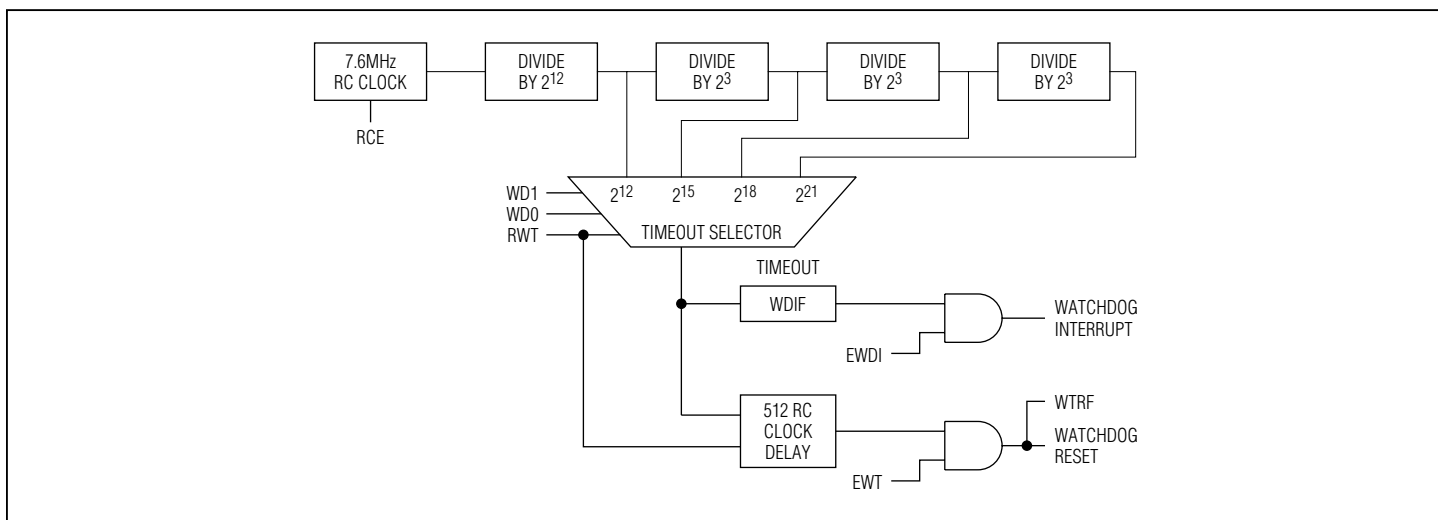 7.6MHz
RC CLOCK
DIVIDE
BY 2¹²
DIVIDE
BY 2³
DIVIDE
BY 2³
DIVIDE
BY 2³
RCE
WD1
WD0
RWT
2¹²
2¹⁵
2¹⁸
2²¹
TIMEOUT SELECTOR
TIMEOUT
WDIF
EWDI
WATCHDOG
INTERRUPT
512 RC
CLOCK
DELAY
EWT
WTRF
WATCHDOG
RESET